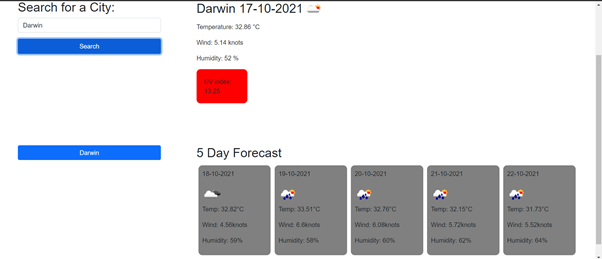 Search for a City:
Darwin
Search
Darwin
Darwin 17-10-2021
Temperature: 32.86 °C
Wind: 5.14 knots
Humidity: 52 %
UV Index:
5 Day Forecast
18-10-2021
Temp: 32.82°C
Wind: 4.56knots
Humidity: 59%
19-10-2021
Temp: 33.51°C
Wind: 6.6knots
Humidity: 58%
20-10-2021
Temp: 32.76°C
Wind: 6.08knots
Humidity: 60%
21-10-2021
Temp: 32.15°C
Wind: 5.72knots
Humidity: 62%
22-10-2021
Temp: 31.73°C
Wind: 5.52knots
Humidity: 64%